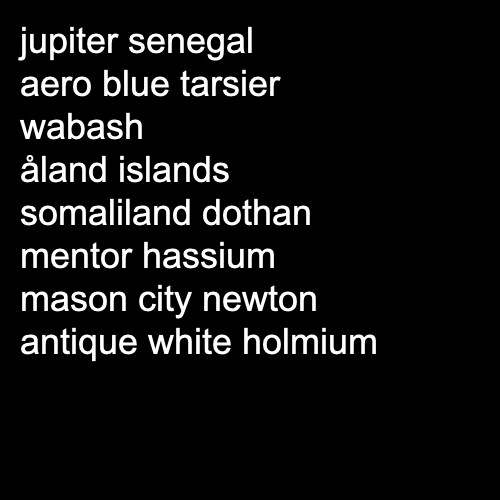 jupiter senegal
aero blue tarsier
wabash
åland islands
somaliland dothan
mentor hassium
mason city newton
antique white holmium